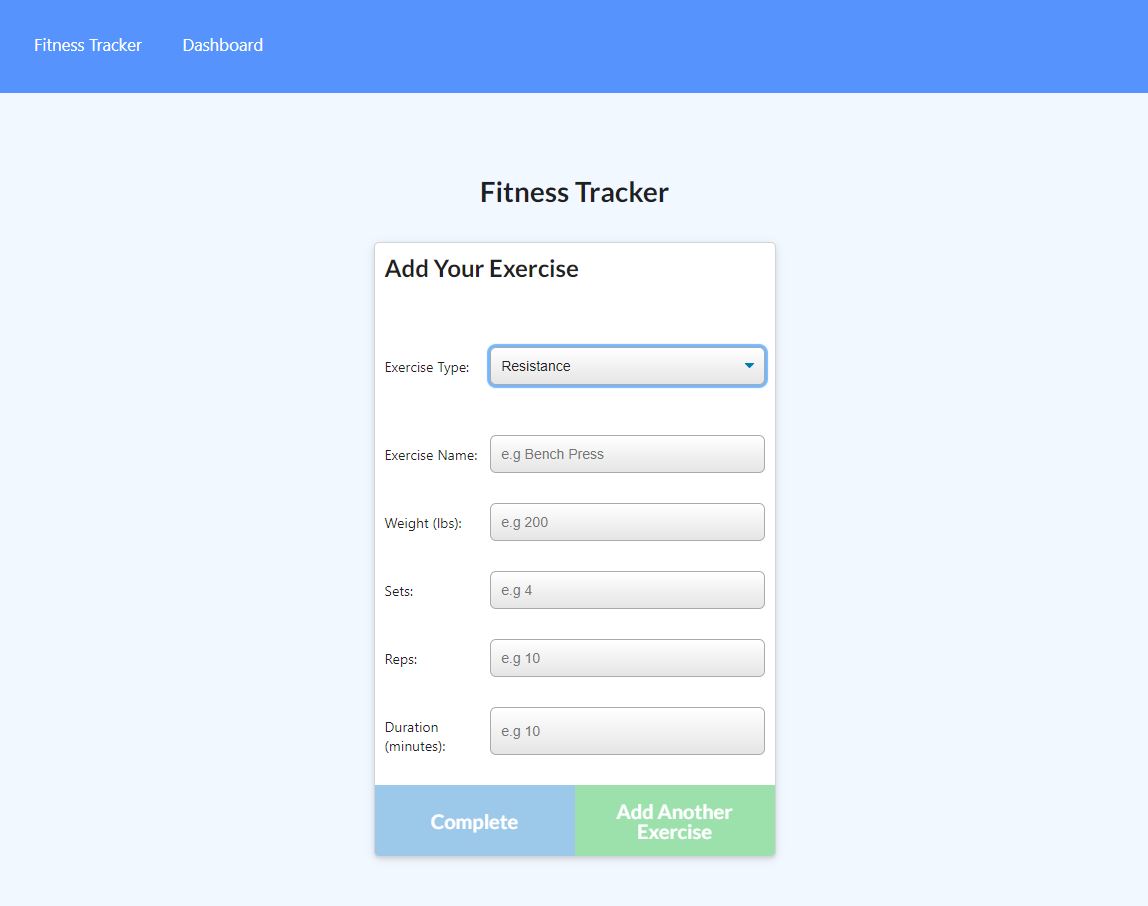 Fitness Tracker Dashboard
Fitness Tracker
Add Your Exercise
Exercise Type: Resistance
Exercise Name: e.g Bench Press
Weight (lbs): e.g 200
Sets: e.g 4
Reps: e.g 10
Duration
(minutes): e.g 10
Complete
Add Another
Exercise